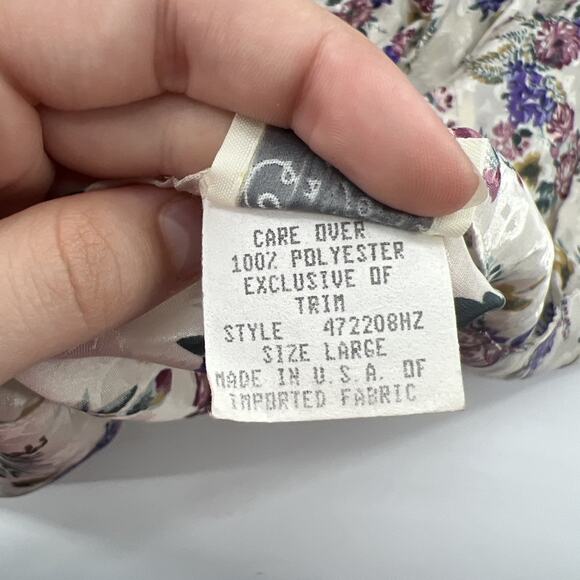 CARE OVER
100% POLYESTER
EXCLUSIVE OF
TRIM
STYLE 472208HZ
SIZE LARGE
MADE IN U.S.A. OF
IMPORTED FABRIC